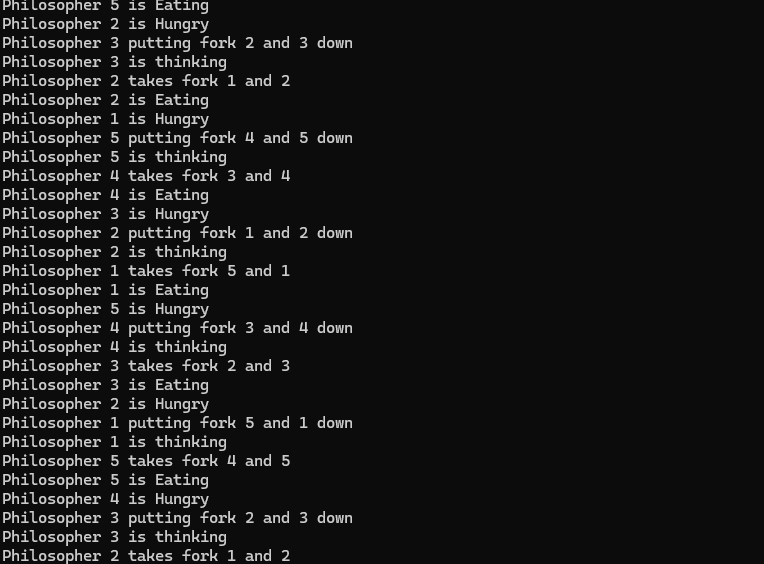 Philosopher 5 is Eating
Philosopher 2 is Hungry
Philosopher 3 putting fork 2 and 3 down
Philosopher 3 is thinking
Philosopher 2 takes fork 1 and 2
Philosopher 2 is Eating
Philosopher 1 is Hungry
Philosopher 5 putting fork 4 and 5 down
Philosopher 5 is thinking
Philosopher 4 takes fork 3 and 4
Philosopher 4 is Eating
Philosopher 3 is Hungry
Philosopher 2 putting fork 1 and 2 down
Philosopher 2 is thinking
Philosopher 1 takes fork 5 and 1
Philosopher 1 is Eating
Philosopher 5 is Hungry
Philosopher 4 putting fork 3 and 4 down
Philosopher 4 is thinking
Philosopher 3 takes fork 2 and 3
Philosopher 3 is Eating
Philosopher 2 is Hungry
Philosopher 1 putting fork 5 and 1 down
Philosopher 1 is thinking
Philosopher 5 takes fork 4 and 5
Philosopher 5 is Eating
Philosopher 4 is Hungry
Philosopher 3 putting fork 2 and 3 down
Philosopher 3 is thinking
Philosopher 2 takes fork 1 and 2